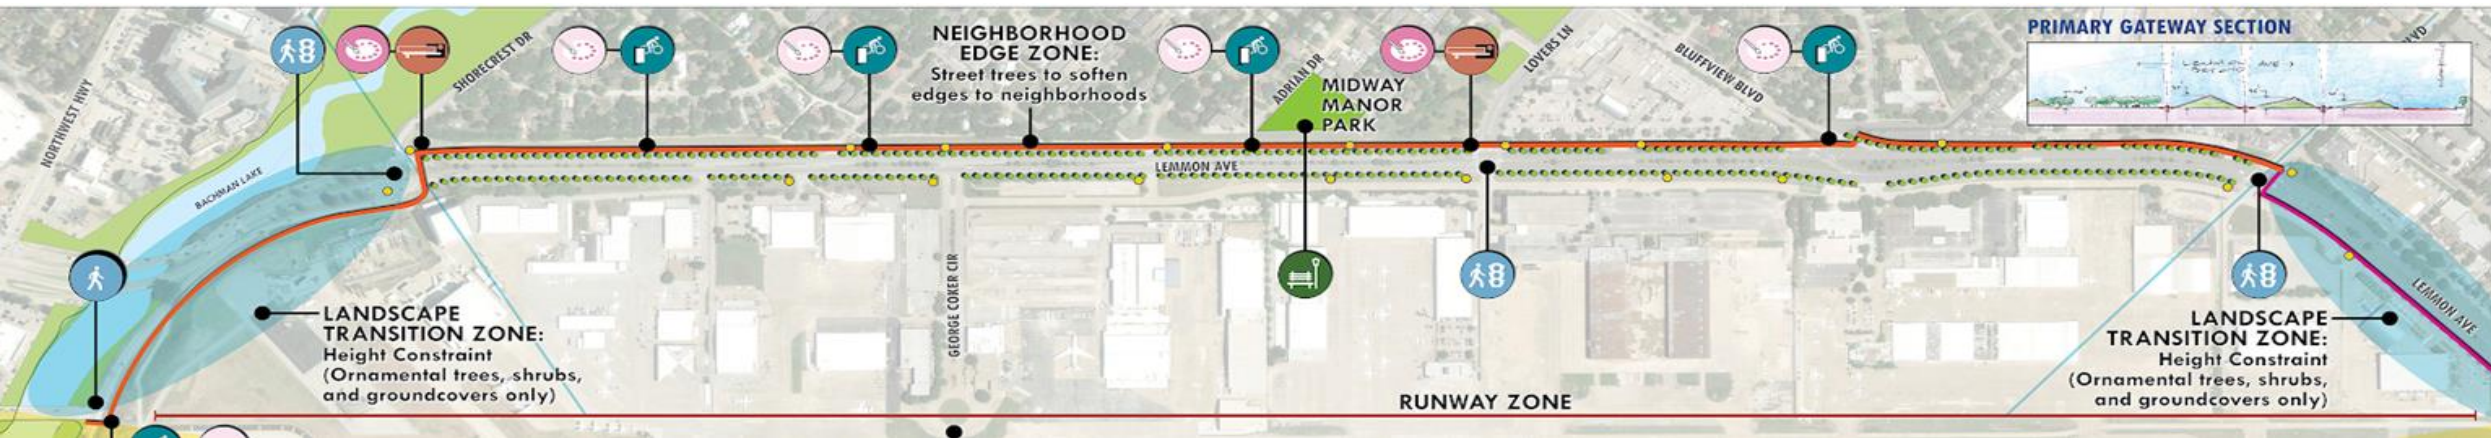 NEIGHBORHOOD
EDGE ZONE:
Street trees to soften
edges to neighborhoods
PRIMARY GATEWAY SECTION
NORTHWEST HWY
SHORECREST DR
ADRIAN DR
MIDWAY
MANOR
PARK
LOVERS LN
BLUFFVIEW BLVD
BACHMAN LAKE
LEMMON AVE
GEORGE COKER CIR
LANDSCAPE
TRANSITION ZONE:
Height Constraint
(Ornamental trees, shrubs,
and groundcovers only)
RUNWAY ZONE
LEMMON AVE
LANDSCAPE
TRANSITION ZONE:
Height Constraint
(Ornamental trees, shrubs,
and groundcovers only)